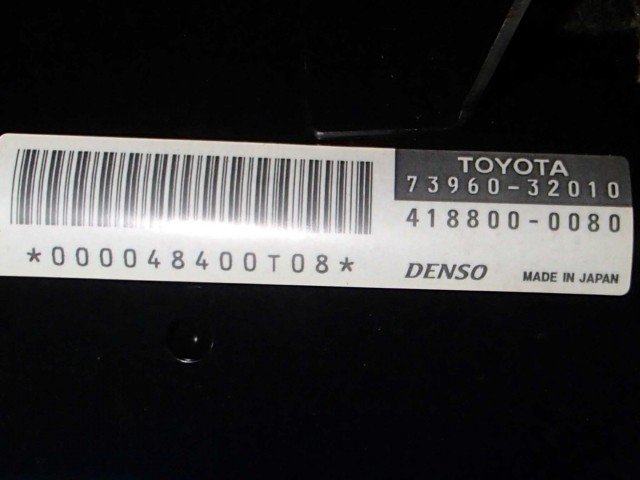 TOYOTA
73960-32010
418800-0080
*000048400T08*
DENSO
MADE IN JAPAN